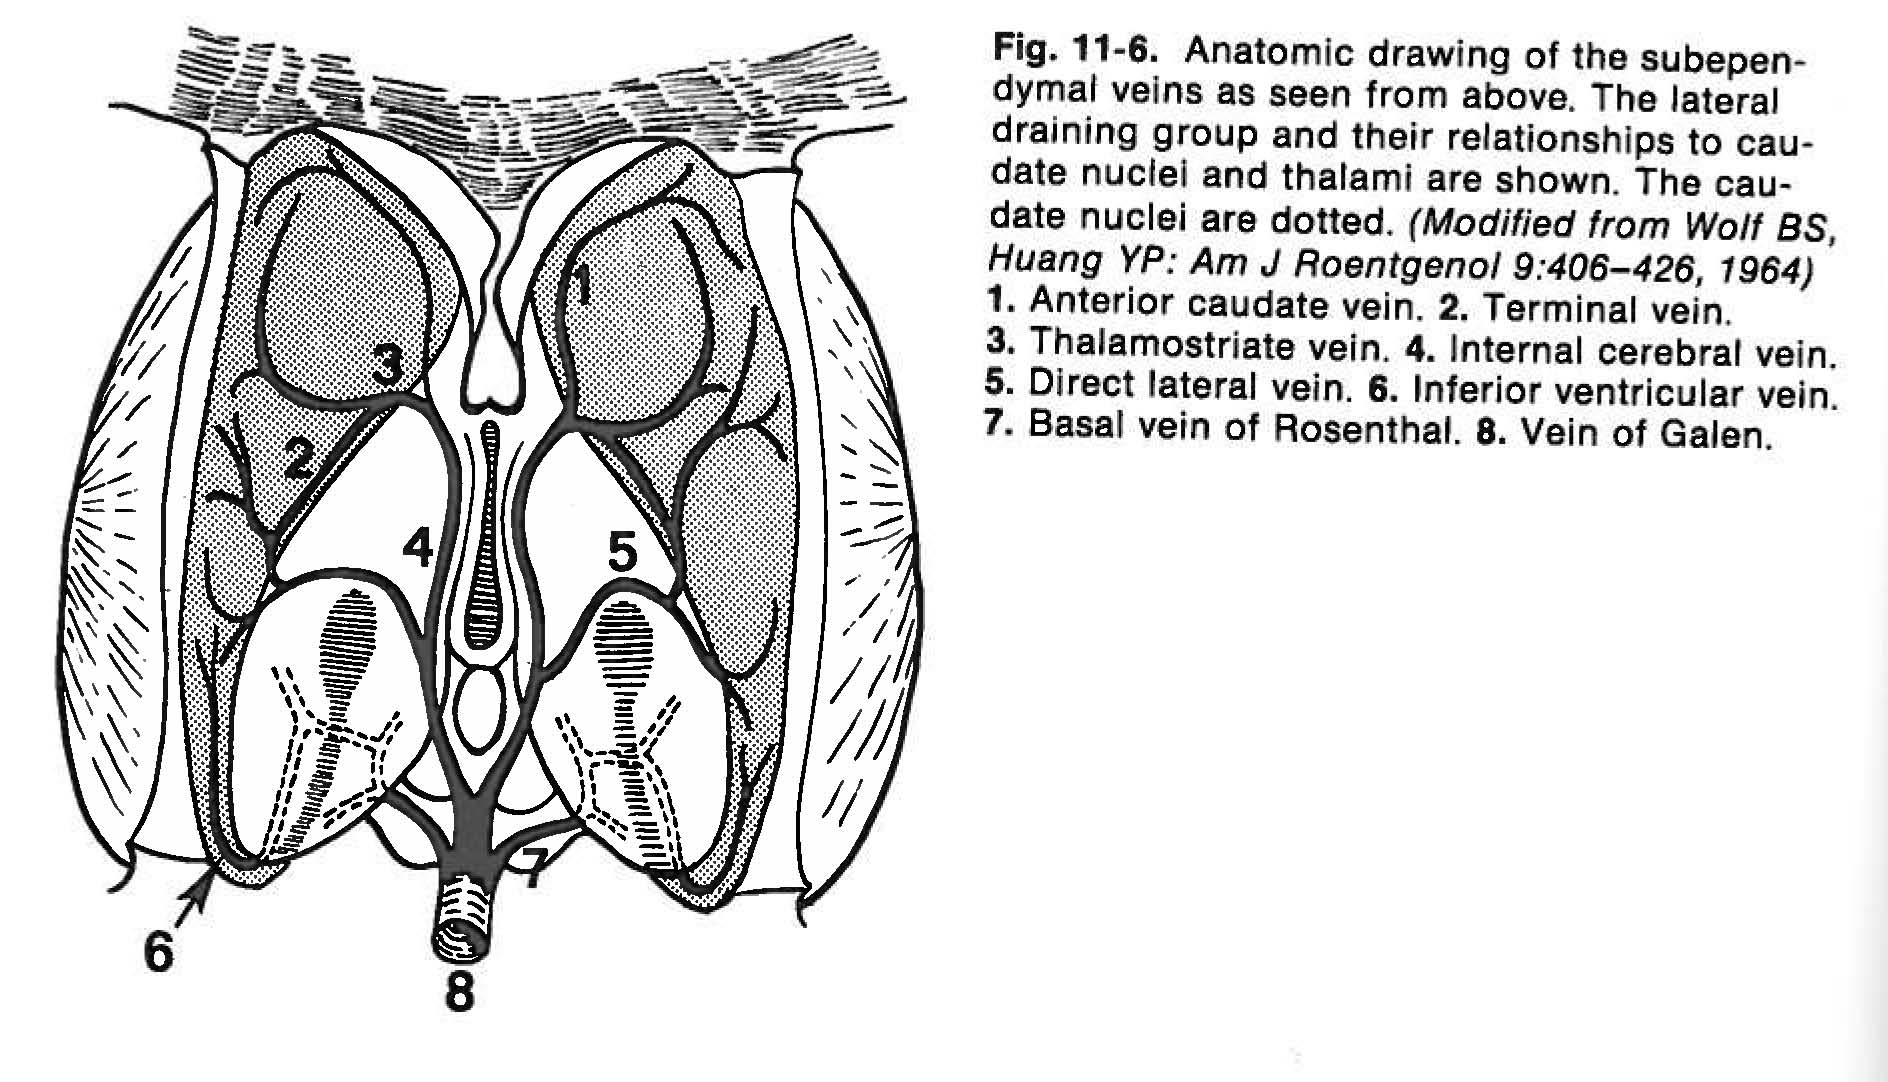 Fig. 11-6. Anatomic drawing of the subepen-
dymal veins as seen from above. The lateral
draining group and their relationships to cau-
date nuclei and thalami are shown. The cau-
date nuclei are dotted. (Modified from Wolf BS,
Huang YP: Am J Roentgenol 9:406–426, 1964)
1. Anterior caudate vein. 2. Terminal vein.
3. Thalamostriate vein. 4. Internal cerebral vein.
5. Direct lateral vein. 6. Inferior ventricular vein.
7. Basal vein of Rosenthal. 8. Vein of Galen.
1
3
2
4
5
7
6
8